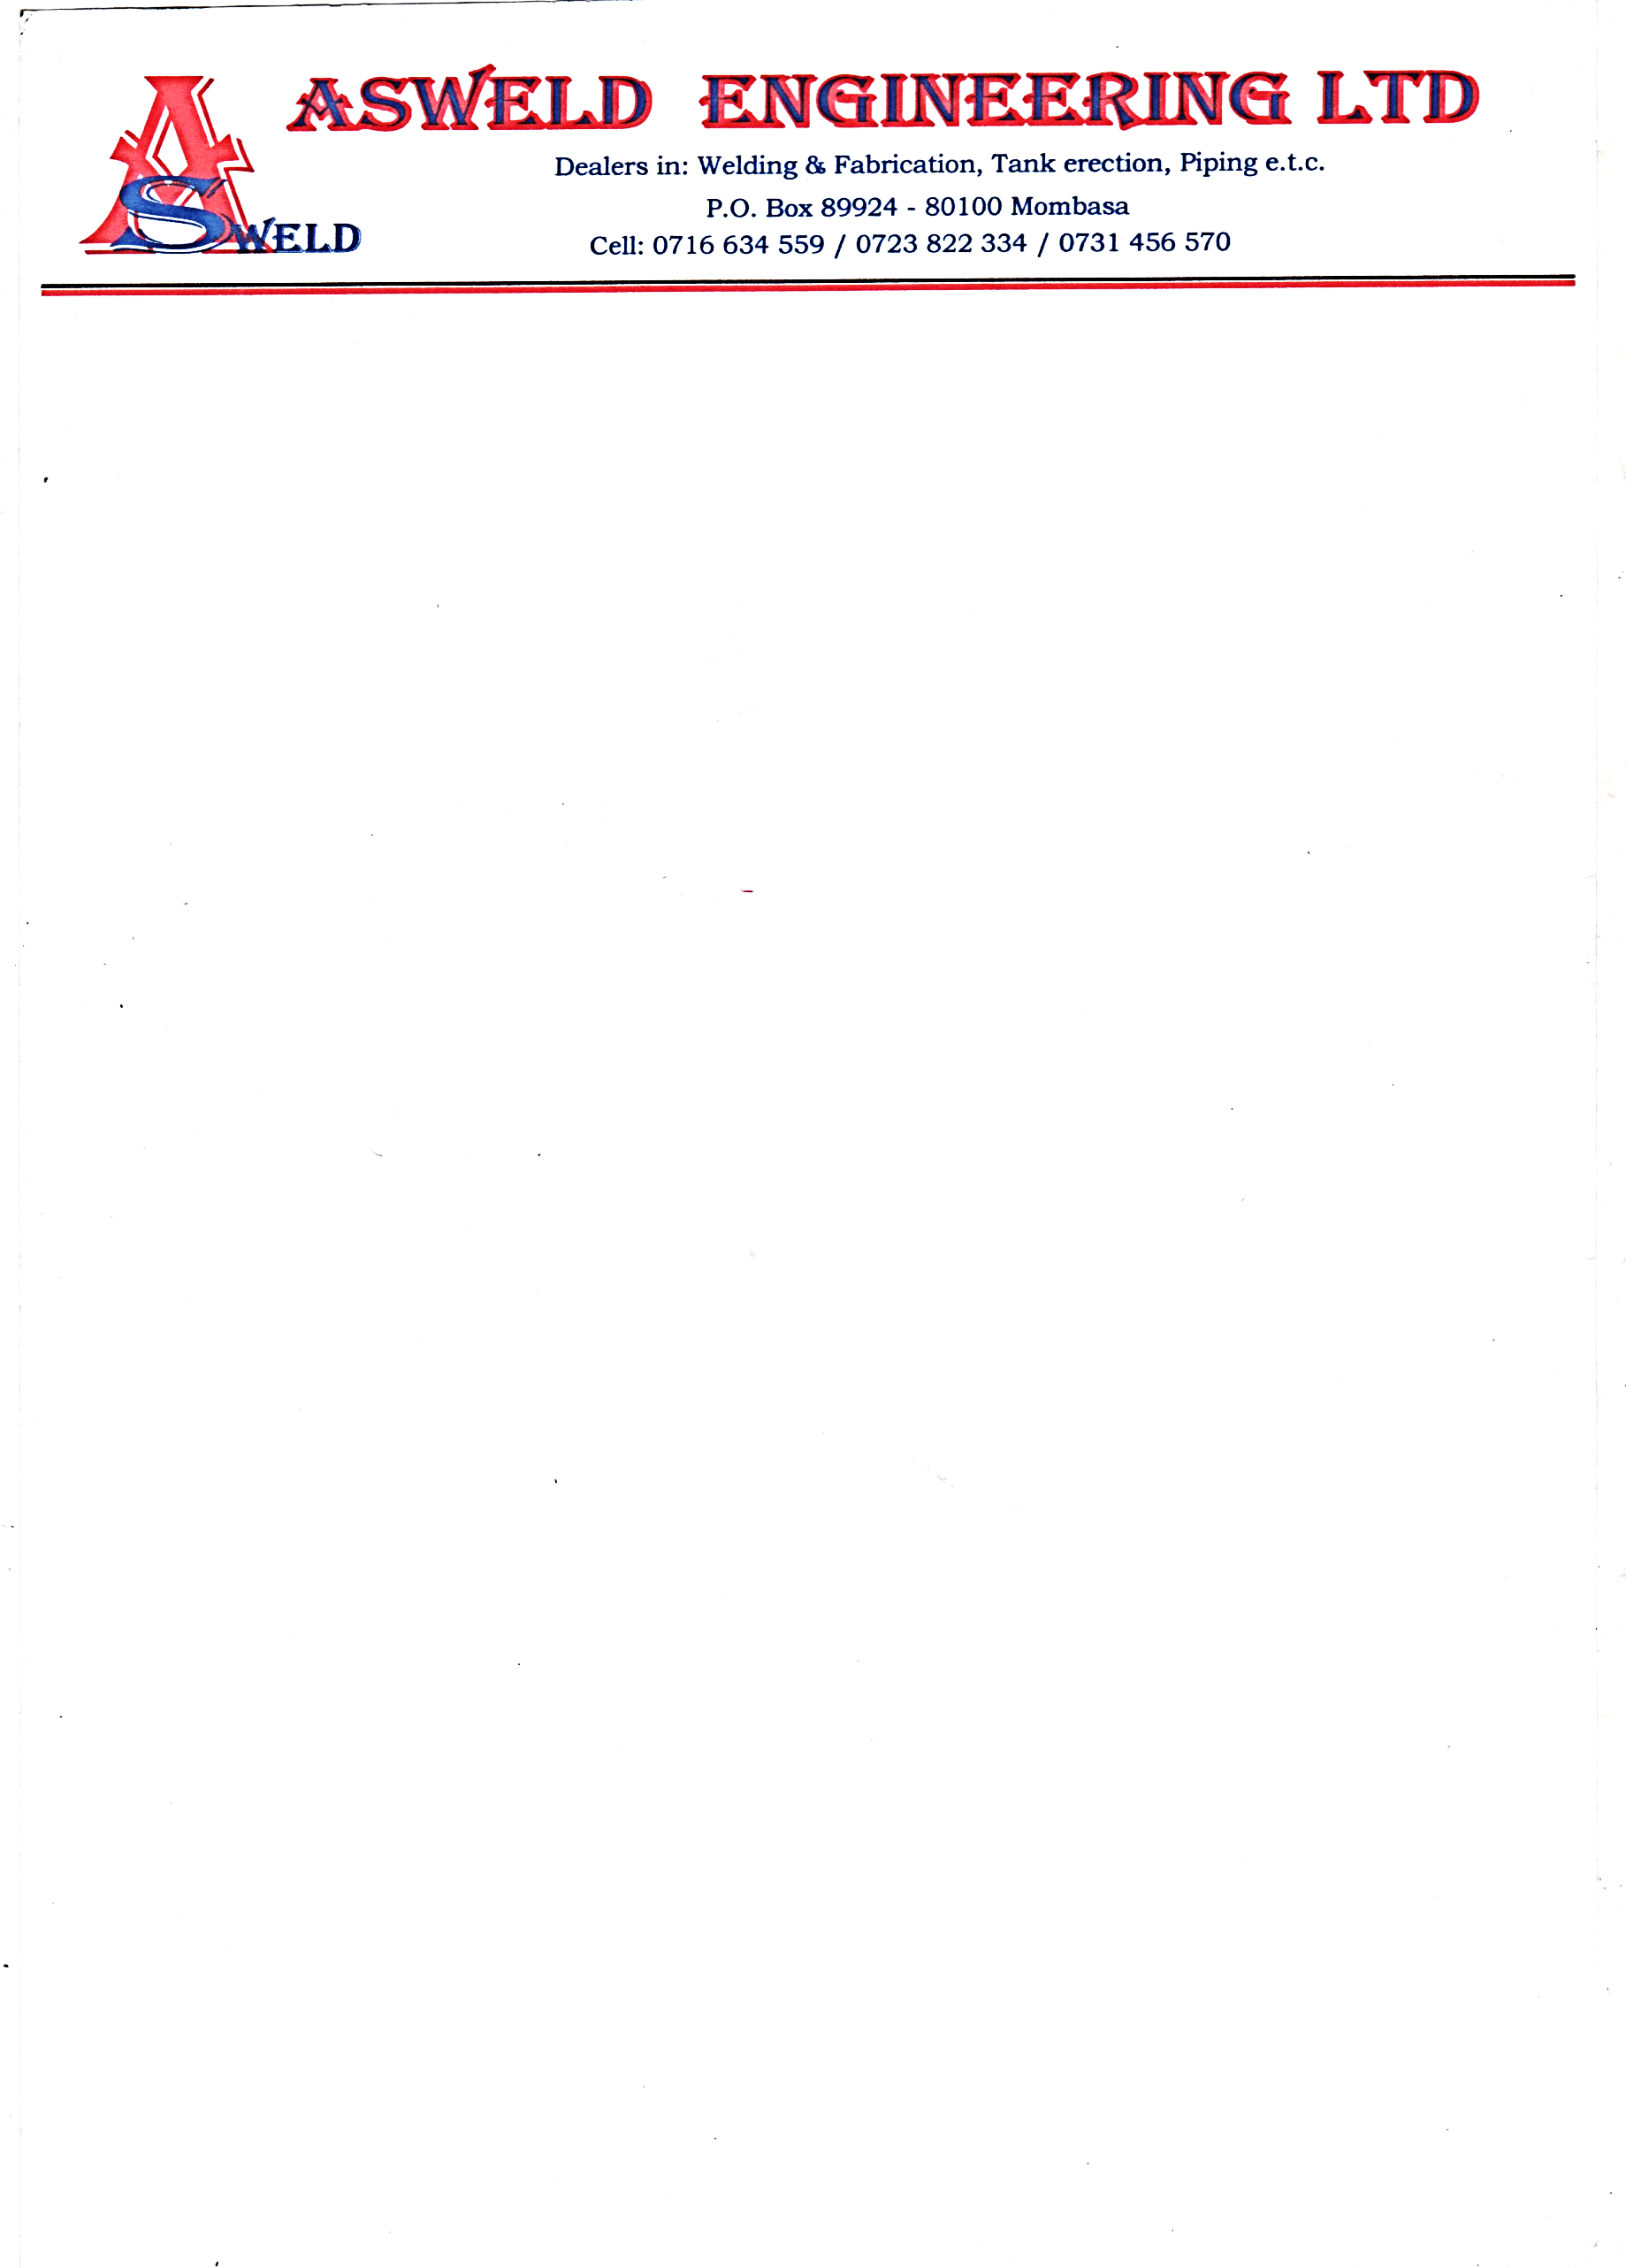 ASWELD
ASWELD ENGINEERING LTD
Dealers in: Welding & Fabrication, Tank erection, Piping e.t.c.
P.O. Box 89924 - 80100 Mombasa
Cell: 0716 634 559 / 0723 822 334 / 0731 456 570